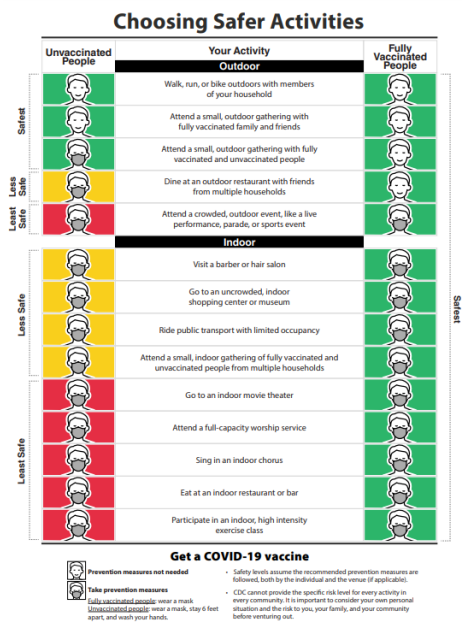 Choosing Safer Activities
Unvaccinated
People
Your Activity
Fully
Vaccinated
People
Outdoor
Walk, run, or bike outdoors with members
of your household
Attend a small, outdoor gathering with
fully vaccinated family and friends
Attend a small, outdoor gathering with fully
vaccinated and unvaccinated people
Dine at an outdoor restaurant with friends
from multiple households
Attend a crowded, outdoor event, like a live
performance, parade, or sports event
Safest
Less
Safe
Least
Safe
Indoor
Visit a barber or hair salon
Go to an uncrowded, indoor
shopping center or museum
Ride public transport with limited occupancy
Attend a small, indoor gathering of fully vaccinated and
unvaccinated people from multiple households
Go to an indoor movie theater
Attend a full-capacity worship service
Sing in an indoor chorus
Eat at an indoor restaurant or bar
Participate in an indoor, high intensity
exercise class
Less Safe
Least Safe
Safest
Get a COVID-19 vaccine
Prevention measures not needed
Take prevention measures
Fully vaccinated people: wear a mask
Unvaccinated people: wear a mask, stay 6 feet
apart, and wash your hands.
• Safety levels assume the recommended prevention measures are
followed, both by the individual and the venue (if applicable).
• CDC cannot provide the specific risk level for every activity in
every community. It is important to consider your own personal
situation and the risk to you, your family, and your community
before venturing out.